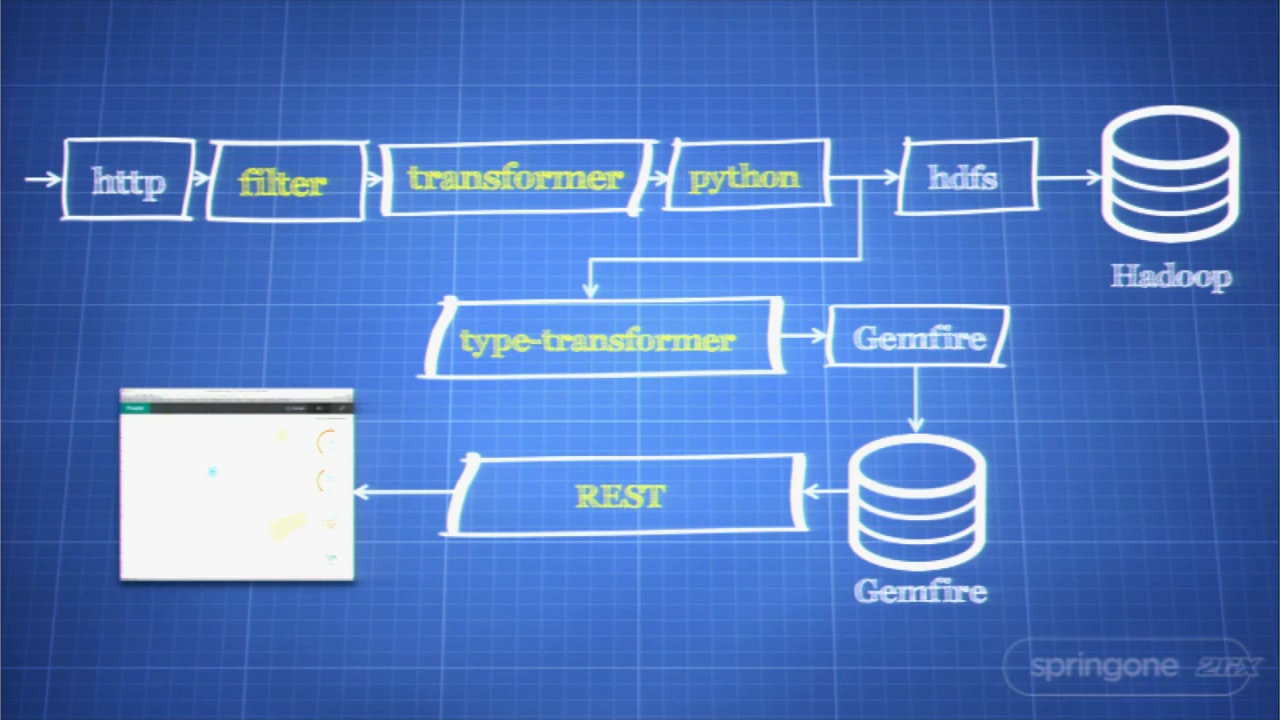 http
filter
transformer
python
hdfs
Hadoop
type-transformer
Gemfire
REST
Gemfire
springone 2GX